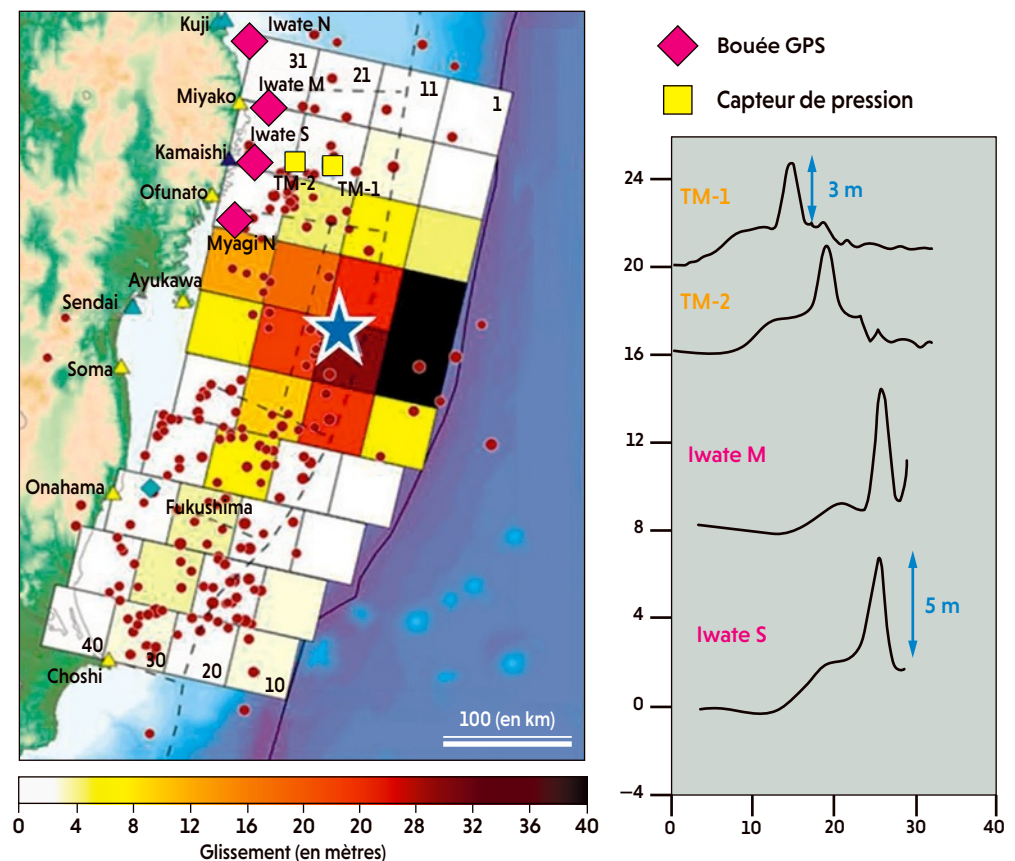 Kuji
Iwate N
31
21
11
1
Iwate M
Miyako
Iwate S
Kamaishi
TM-2
TM-1
Ofunato
Myagi N
Ayukawa
Sendai
Soma
Onahama
Fukushima
40
30
20
10
Choshi
100 (en km)
0 4 8 12 16 20 28 32 36 40
Glissement (en mètres)
Bouée GPS
Capteur de pression
24
20
16
12
8
4
0
−4
TM-1
3 m
TM-2
Iwate M
Iwate S
5 m
0 10 20 30 40